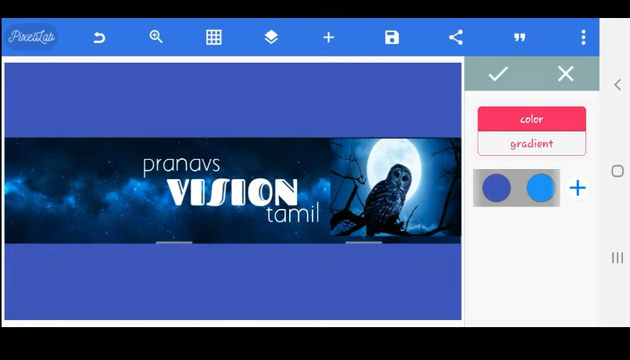 PixelLab
color
gradient
pranavs
VISION
tamil